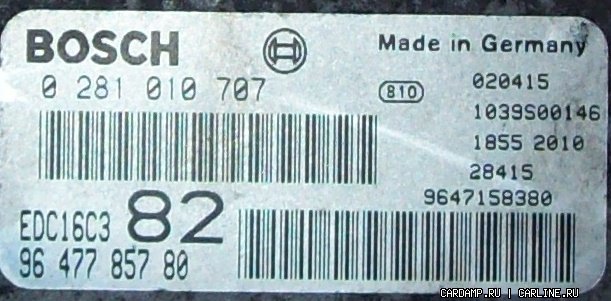 BOSCH
Made in Germany
0 281 010 707
810
020415
1039S00146
1855 2010
28415
9647158380
EDC16C3 82
96 477 857 80
CARDAMP.RU | CARLINE.RU